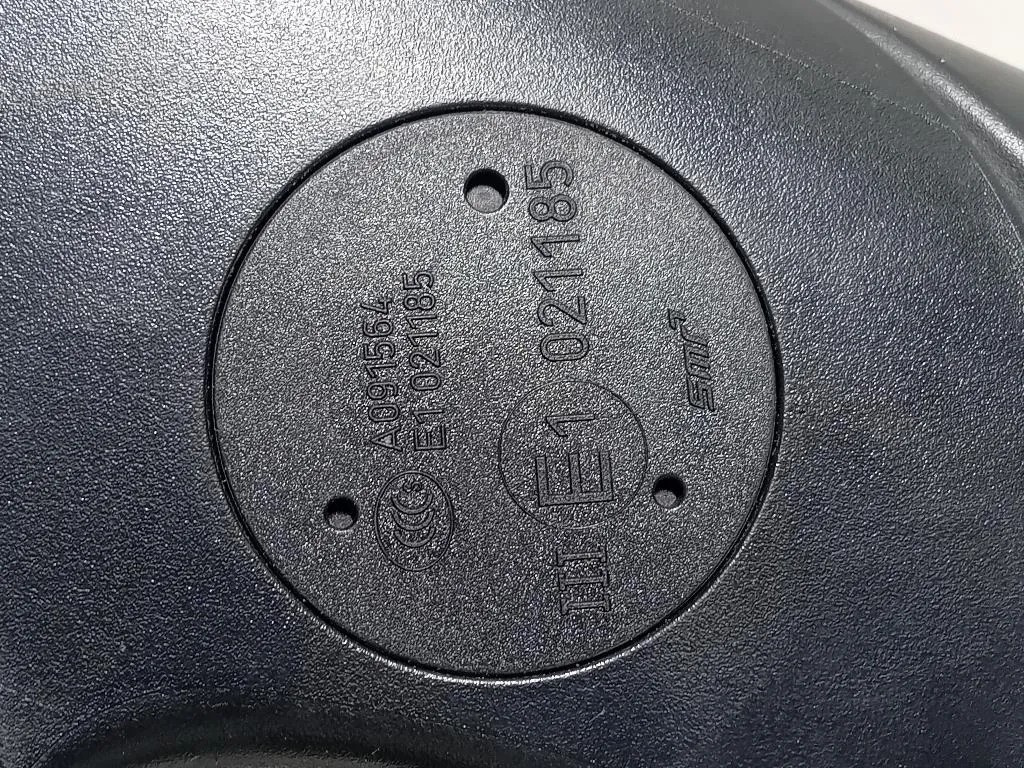 A091564
E1 021185
CCC S
III E1 021185
smr